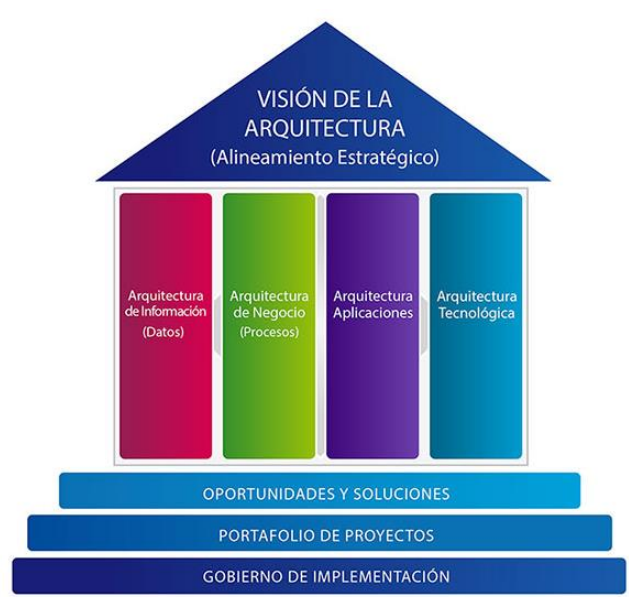 VISIÓN DE LA
ARQUITECTURA
(Alineamiento Estratégico)
Arquitectura
de Información
(Datos)
Arquitectura
de Negocio
(Procesos)
Arquitectura
Aplicaciones
Arquitectura
Tecnológica
OPORTUNIDADES Y SOLUCIONES
PORTAFOLIO DE PROYECTOS
GOBIERNO DE IMPLEMENTACIÓN